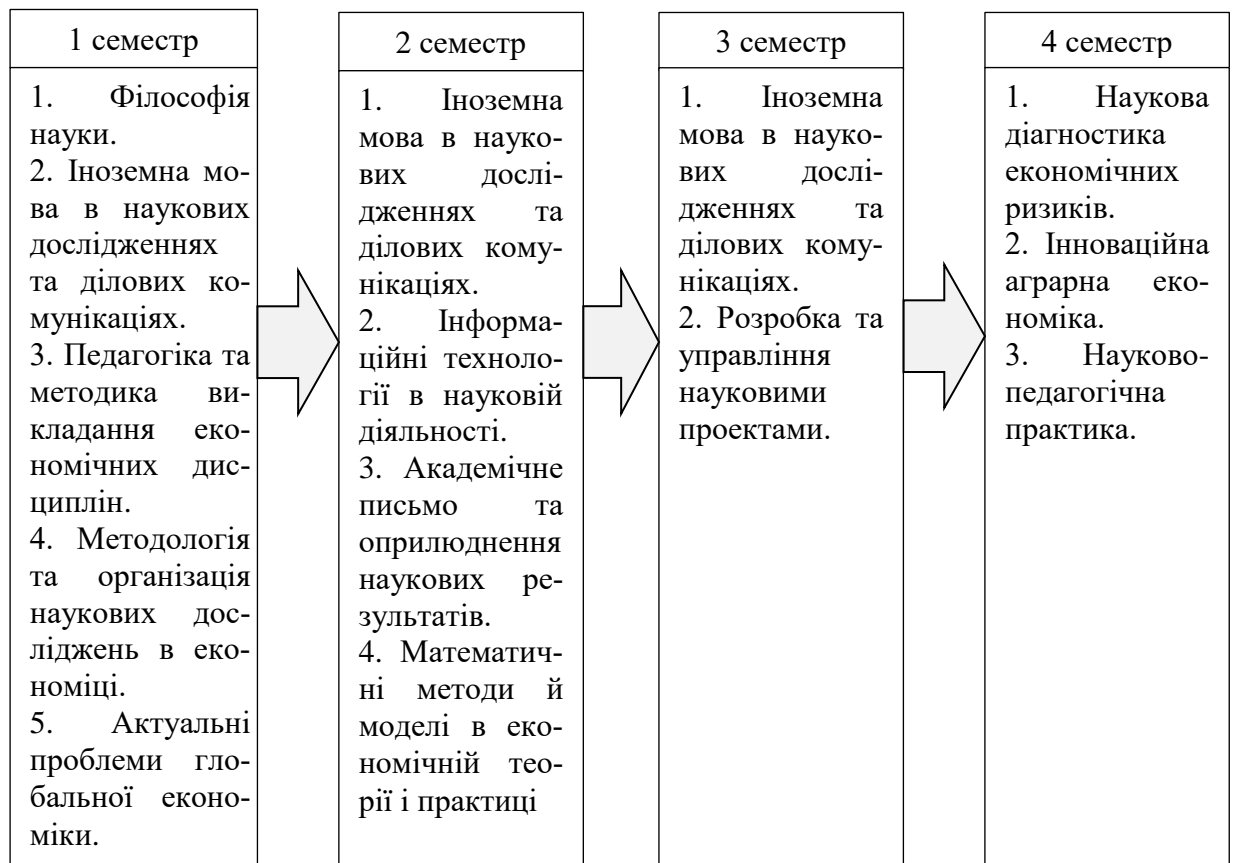 1 семестр
1. Філософія
науки.
2. Іноземна мо-
ва в наукових
дослідженнях
та ділових ко-
мунікаціях.
3. Педагогіка та
методика ви-
кладання еко-
номічних дис-
циплін.
4. Методологія
та організація
наукових дос-
ліджень в еко-
номіці.
5. Актуальні
проблеми гло-
бальної еконо-
міки.
2 семестр
1. Іноземна
мова в науко-
вих дослі-
дженнях та
ділових кому-
нікаціях.
2. Інформа-
ційні техноло-
гії в науковій
діяльності.
3. Академічне
письмо та
оприлюднення
наукових ре-
зультатів.
4. Математич-
ні методи й
моделі в еко-
номічній тео-
рії і практиці
3 семестр
1. Іноземна
мова в науко-
вих дослі-
дженнях та
ділових кому-
нікаціях.
2. Розробка та
управління
науковими
проектами.
4 семестр
1. Наукова
діагностика
економічних
ризиків.
2. Інноваційна
аграрна еко-
номіка.
3. Науково-
педагогічна
практика.